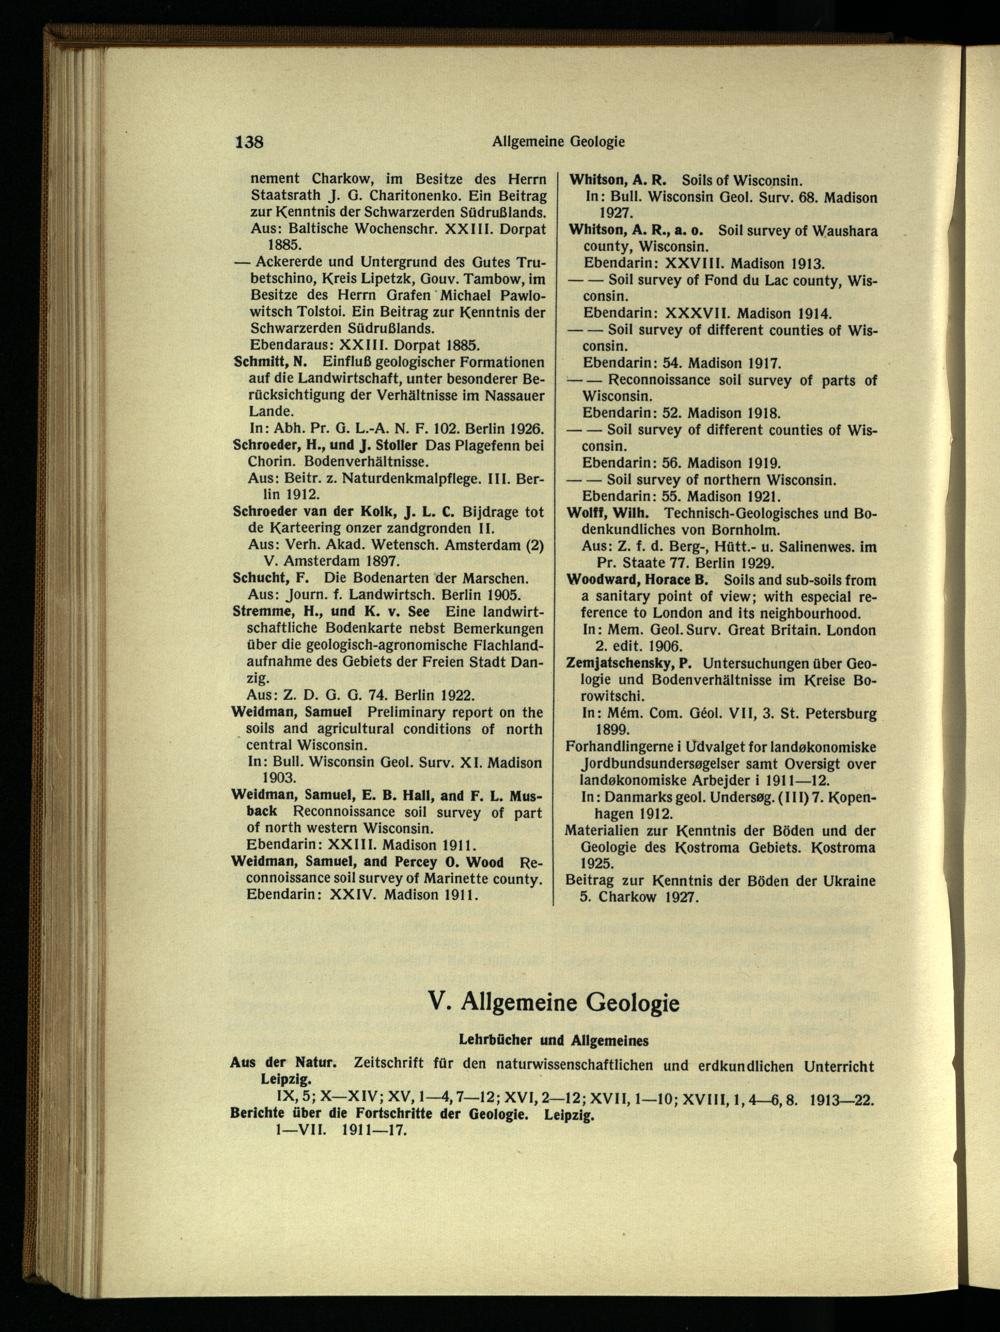 138
Allgemeine Geologie
nement Charkow, im Besitze des Herrn
Staatsrath J. G. Charitonenko. Ein Beitrag
zur Kenntnis der Schwarzerden Südrußlands.
Aus: Baltische Wochenschr. XXIII. Dorpat
1885.
— Ackererde und Untergrund des Gutes Tru-
betschino, Kreis Lipetzk, Gouv. Tambow, im
Besitze des Herrn Grafen Michael Pawlo-
witsch Tolstoi. Ein Beitrag zur Kenntnis der
Schwarzerden Südrußlands.
Ebendaraus: XXIII. Dorpat 1885.
Schmitt, N. Einfluß geologischer Formationen
auf die Landwirtschaft, unter besonderer Be-
rücksichtigung der Verhältnisse im Nassauer
Lande.
In: Abh. Pr. G. L.-A. N. F. 102. Berlin 1926.
Schroeder, H., und J. Stoller Das Plagefenn bei
Chorin. Bodenverhältnisse.
Aus: Beitr. z. Naturdenkmalpflege. III. Ber-
lin 1912.
Schroeder van der Kolk, J. L. C. Bijdrage tot
de Karteering onzer zandgronden II.
Aus: Verh. Akad. Wetensch. Amsterdam (2)
V. Amsterdam 1897.
Schucht, F. Die Bodenarten der Marschen.
Aus: Journ. f. Landwirtsch. Berlin 1905.
Stremme, H., und K. v. See Eine landwirt-
schaftliche Bodenkarte nebst Bemerkungen
über die geologisch-agronomische Flachland-
aufnahme des Gebiets der Freien Stadt Dan-
zig.
Aus: Z. D. G. G. 74. Berlin 1922.
Weidman, Samuel Preliminary report on the
soils and agricultural conditions of north
central Wisconsin.
In: Bull. Wisconsin Geol. Surv. XI. Madison
1903.
Weidman, Samuel, E. B. Hall, and F. L. Mus-
back Reconnoissance soil survey of part
of north western Wisconsin.
Ebendarin: XXIII. Madison 1911.
Weidman, Samuel, and Percey O. Wood Re-
connoissance soil survey of Marinette county.
Ebendarin: XXIV. Madison 1911.
Whitson, A. R. Soils of Wisconsin.
In: Bull. Wisconsin Geol. Surv. 68. Madison
1927.
Whitson, A. R., a. o. Soil survey of Waushara
county, Wisconsin.
Ebendarin: XXVIII. Madison 1913.
— — Soil survey of Fond du Lac county, Wis-
consin.
Ebendarin: XXXVII. Madison 1914.
— — Soil survey of different counties of Wis-
consin.
Ebendarin: 54. Madison 1917.
— — Reconnoissance soil survey of parts of
Wisconsin.
Ebendarin: 52. Madison 1918.
— — Soil survey of different counties of Wis-
consin.
Ebendarin: 56. Madison 1919.
— — Soil survey of northern Wisconsin.
Ebendarin: 55. Madison 1921.
Wolff, Wilh. Technisch-Geologisches und Bo-
denkundliches von Bornholm.
Aus: Z. f. d. Berg-, Hütt.- u. Salinenwes. im
Pr. Staate 77. Berlin 1929.
Woodward, Horace B. Soils and sub-soils from
a sanitary point of view; with especial re-
ference to London and its neighbourhood.
In: Mem. Geol. Surv. Great Britain. London
2. edit. 1906.
Zemjatschensky, P. Untersuchungen über Geo-
logie und Bodenverhältnisse im Kreise Bo-
rowitschi.
In: Mém. Com. Géol. VII, 3. St. Petersburg
1899.
Forhandlingerne i Udvalget for landøkonomiske
Jordbundsundersøgelser samt Oversigt over
landøkonomiske Arbejder i 1911—12.
In: Danmarks geol. Undersøg. (III) 7. Kopen-
hagen 1912.
Materialien zur Kenntnis der Böden und der
Geologie des Kostroma Gebiets. Kostroma
1925.
Beitrag zur Kenntnis der Böden der Ukraine
5. Charkow 1927.
V. Allgemeine Geologie
Lehrbücher und Allgemeines
Aus der Natur. Zeitschrift für den naturwissenschaftlichen und erdkundlichen Unterricht
Leipzig.
IX, 5; X—XIV; XV, 1—4, 7—12; XVI, 2—12; XVII, 1—10; XVIII, 1, 4—6, 8. 1913—22.
Berichte über die Fortschritte der Geologie. Leipzig.
1—VII. 1911—17.